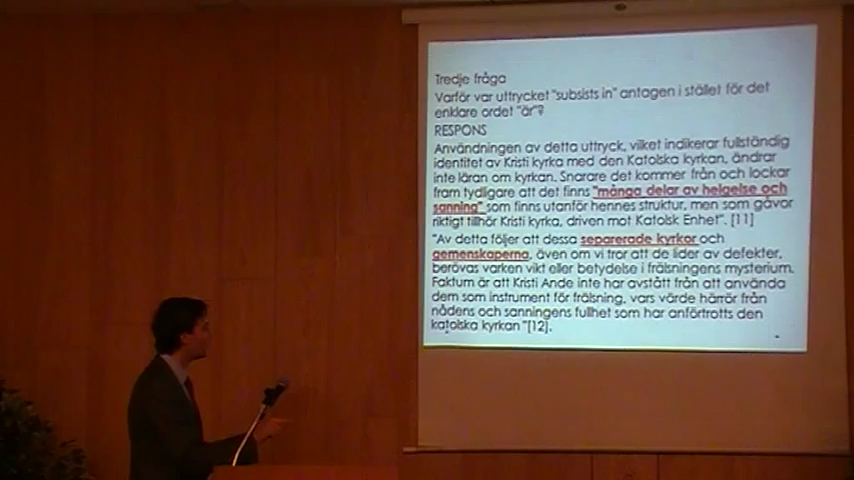 Tredje fråga
Varför var uttrycket "subsists in" antagen i stället för det
enklare ordet "är"?
RESPONS
Användningen av detta uttryck, vilket indikerar fullständig
identitet av Kristi kyrka med den Katolska kyrkan, ändrar
inte läran om kyrkan. Snarare det kommer från och lockar
fram tydligare att det finns "många delar av helgelse och
sanning" som finns utanför hennes struktur, men som gåvor
riktigt tillhör Kristi kyrka, driven mot Katolsk Enhet". [11]
"Av detta följer att dessa separerade kyrkor och
gemenskaperna, även om vi tror att de lider av defekter,
berövas varken vikt eller betydelse i frälsningens mysterium.
Faktum är att Kristi Ande inte har avstått från att använda
dem som instrument för frälsning, vars värde härrör från
nådens och sanningens fullhet som har anförtrotts den
katolska kyrkan "[12].